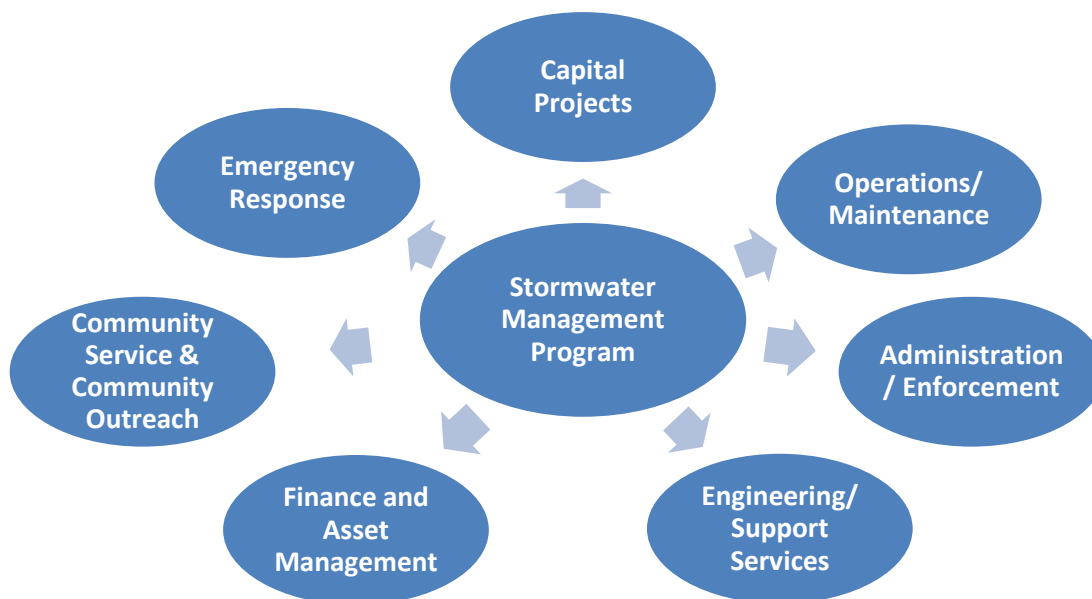 Capital
Projects
Emergency
Response
Operations/
Maintenance
Stormwater
Management
Program
Community
Service &
Community
Outreach
Administration
/ Enforcement
Finance and
Asset
Management
Engineering/
Support
Services